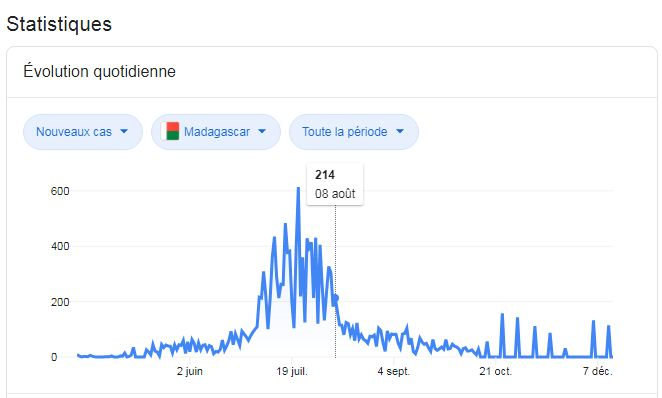 Statistiques
Évolution quotidienne
Nouveaux cas Madagascar Toute la période
214
08 août
600
400
200
0
2 juin 19 juil. 4 sept. 21 oct. 7 déc.